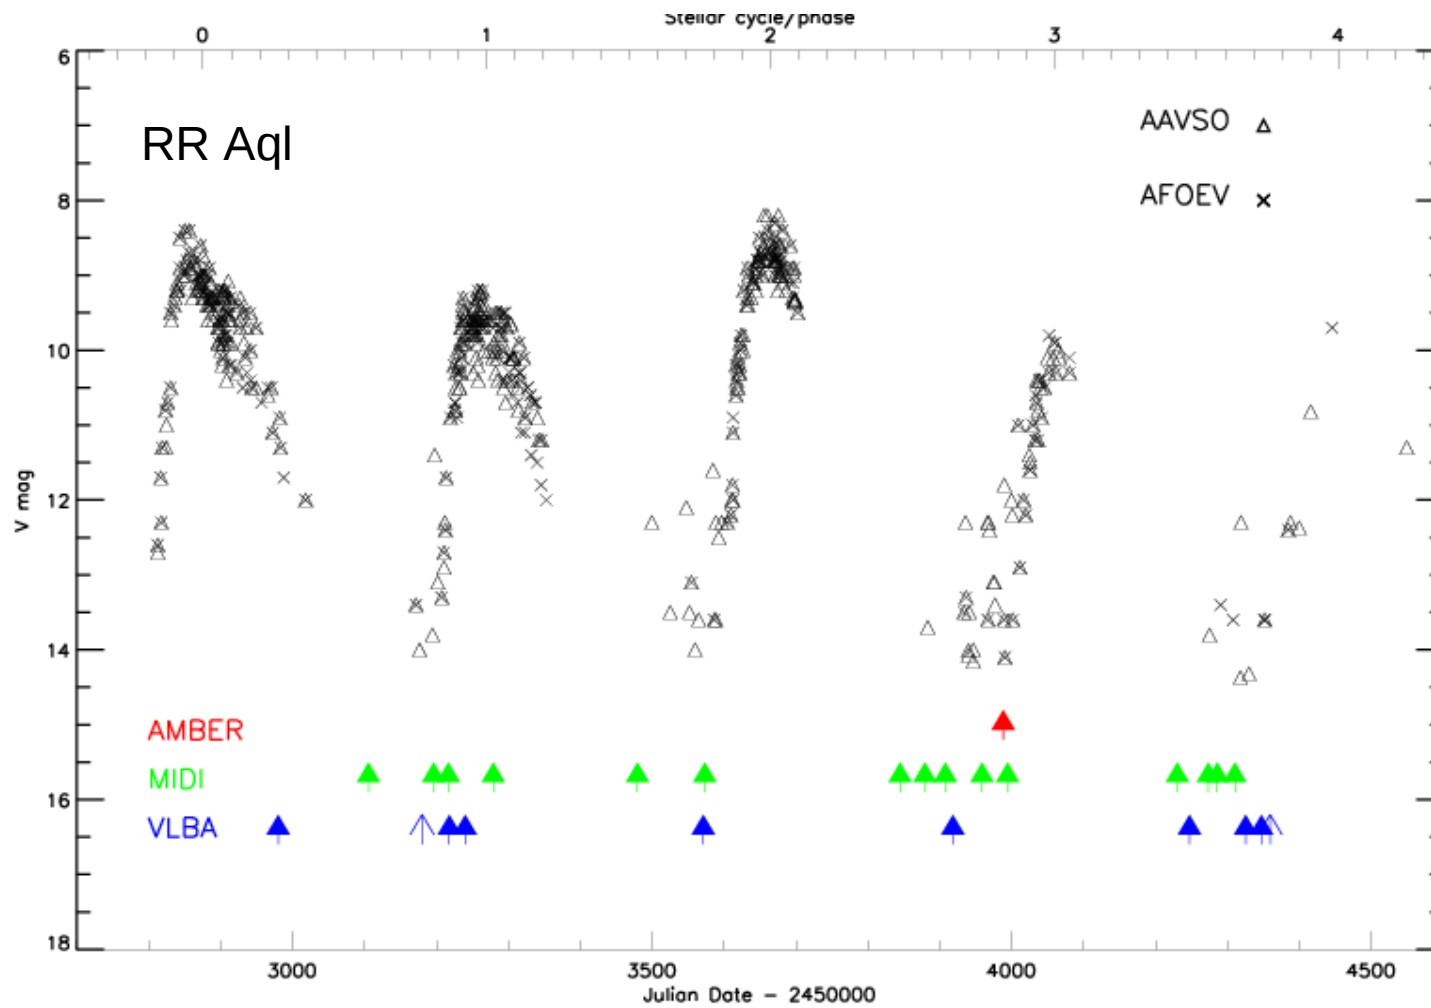 Stellar cycle/phase
0 1 2 3 4
6
RR Aql
AAVSO
AFOEV
8
10
12
V mag
14
AMBER
MIDI
16
VLBA
18
3000 3500 4000 4500
Julian Date - 2450000